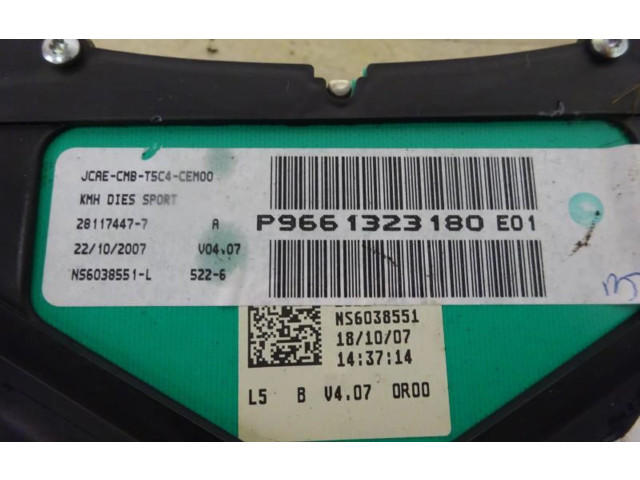 JCAE-CMB-T5C4-CEM00
KMH DIES SPORT
28117447-7 A
22/10/2007 V04.07
NS6038551-L 522-6
P9661323180 E01
NS6038551
18/10/07
14:37:14
L5 B V4.07 0R00